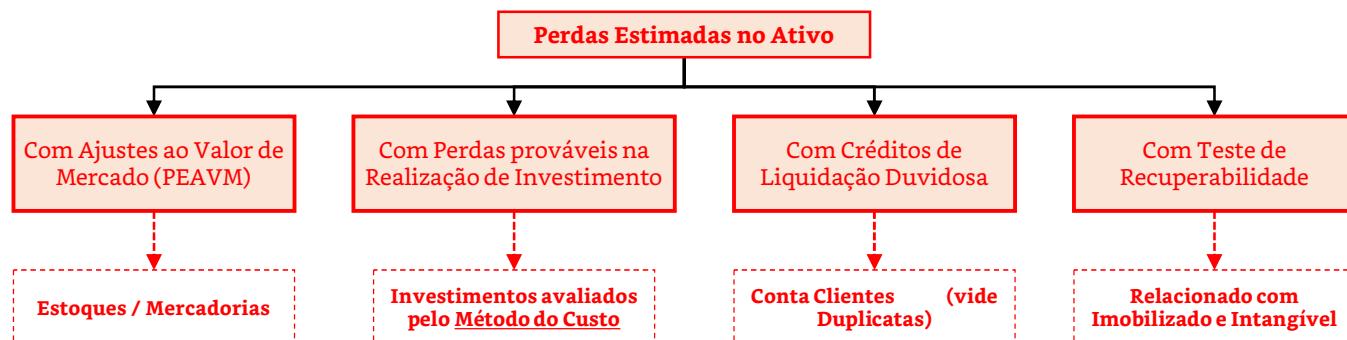 Perdas Estimadas no Ativo
Com Ajustes ao Valor de
Mercado (PEAVM)
Com Perdas prováveis na
Realização de Investimento
Com Créditos de
Liquidação Duvidosa
Com Teste de
Recuperabilidade
Estoques / Mercadorias
Investimentos avaliados
pelo Método do Custo
Conta Clientes (vide
Duplicatas)
Relacionado com
Imobilizado e Intangível